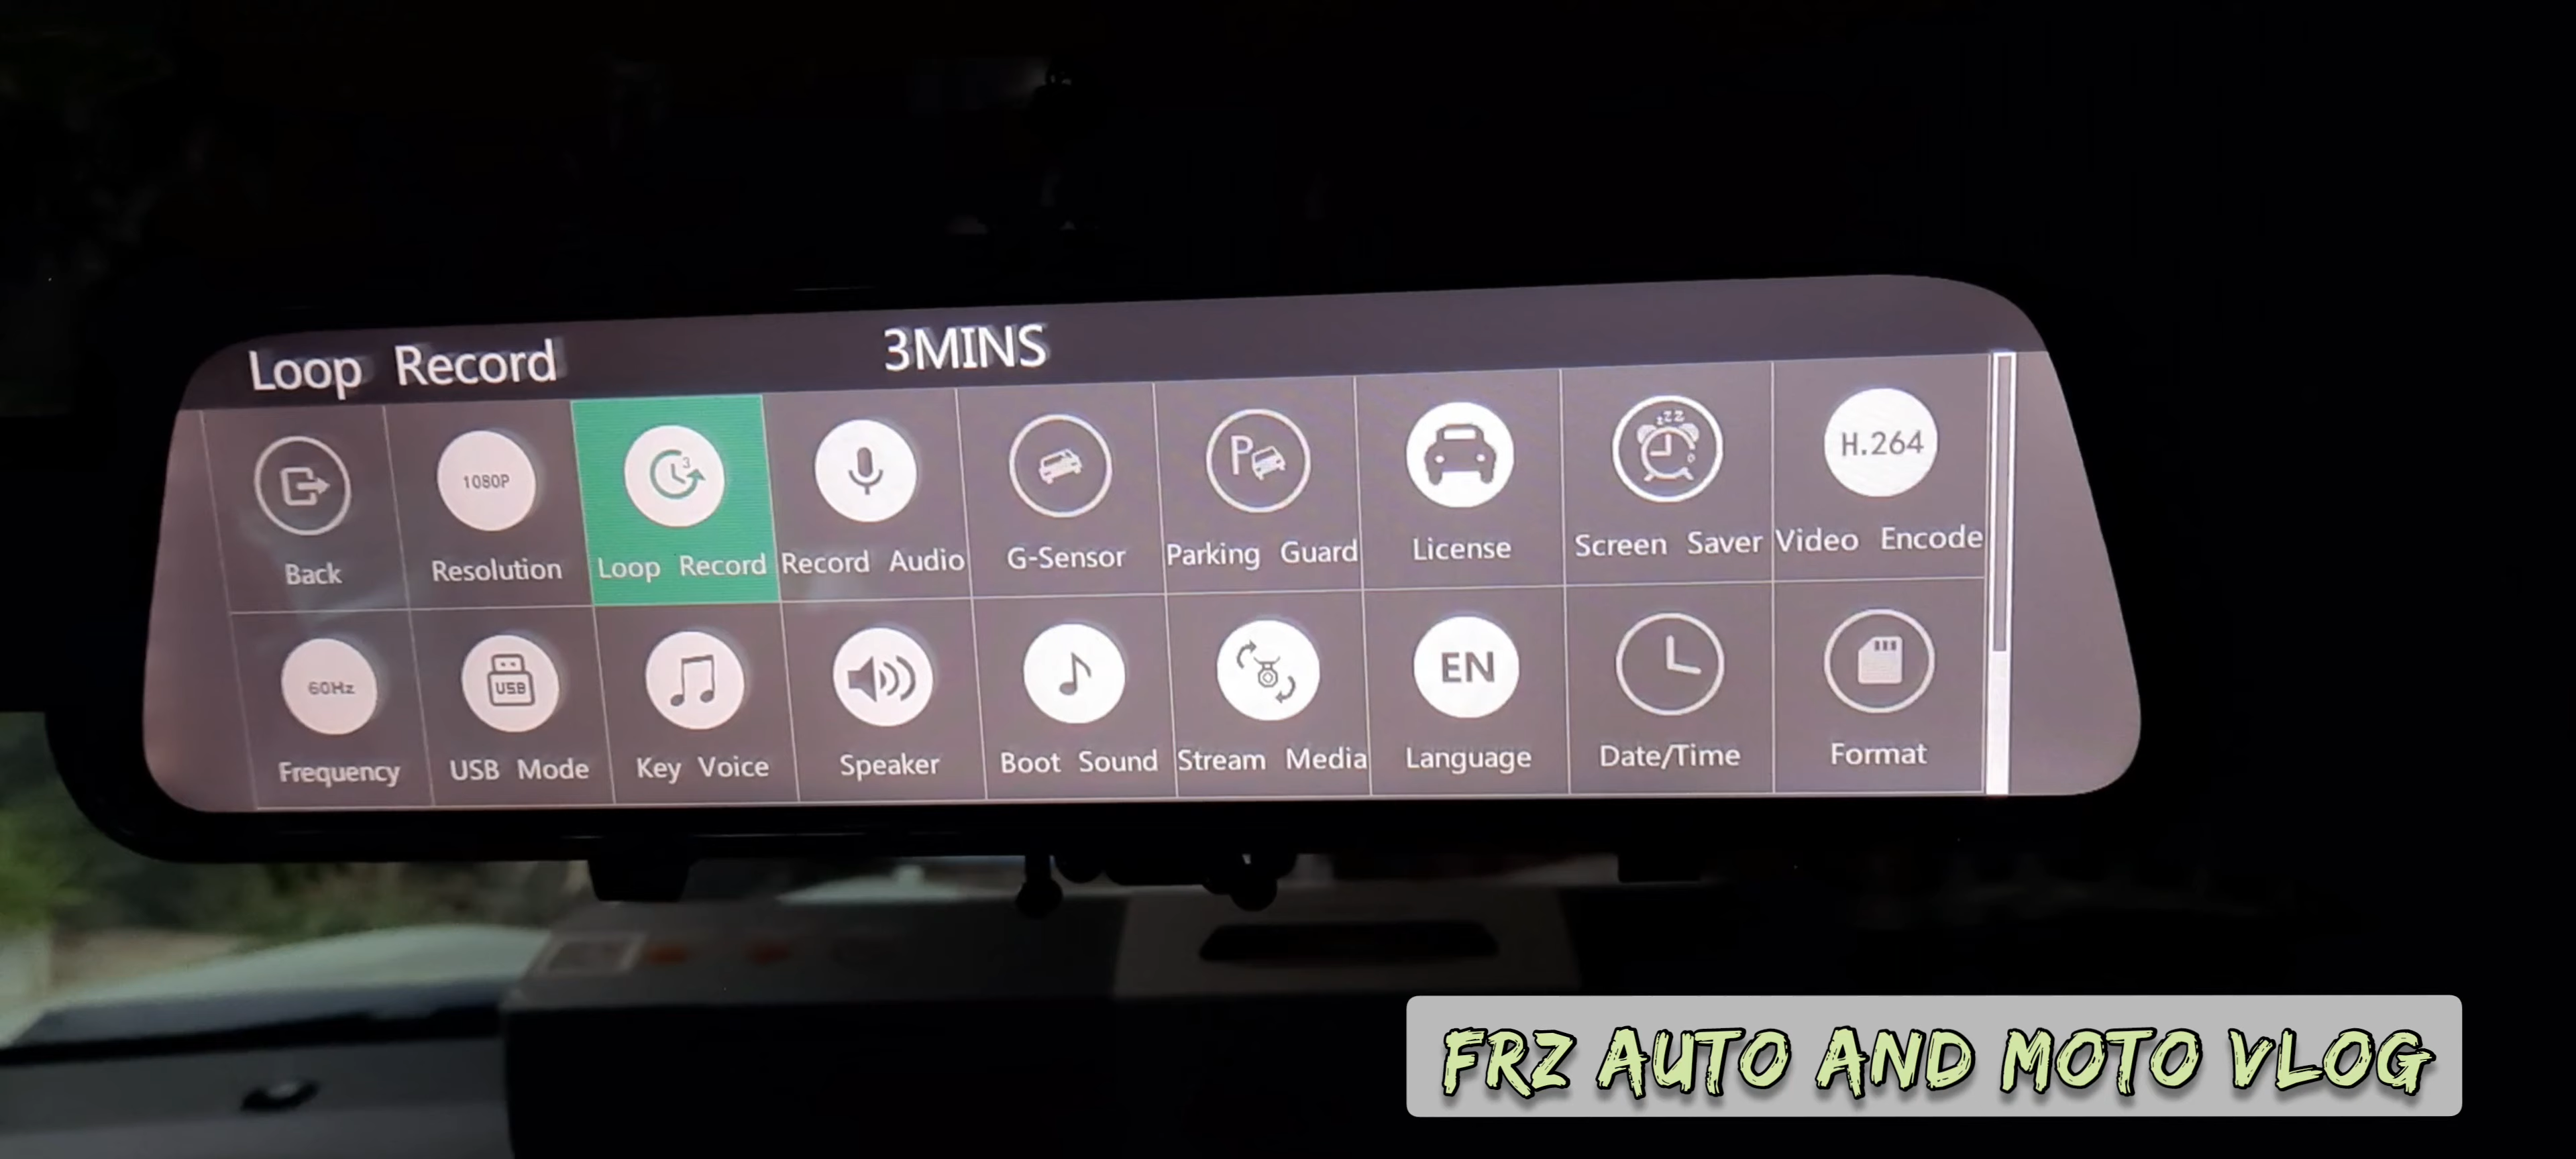 Loop Record 3MINS
1080P
3
P
zzz
H.264
Back Resolution Loop Record Record Audio G-Sensor Parking Guard License Screen Saver Video Encode
60Hz
USB
EN
Frequency USB Mode Key Voice Speaker Boot Sound Stream Media Language Date/Time Format
FRZ AUTO AND MOTO VLOG